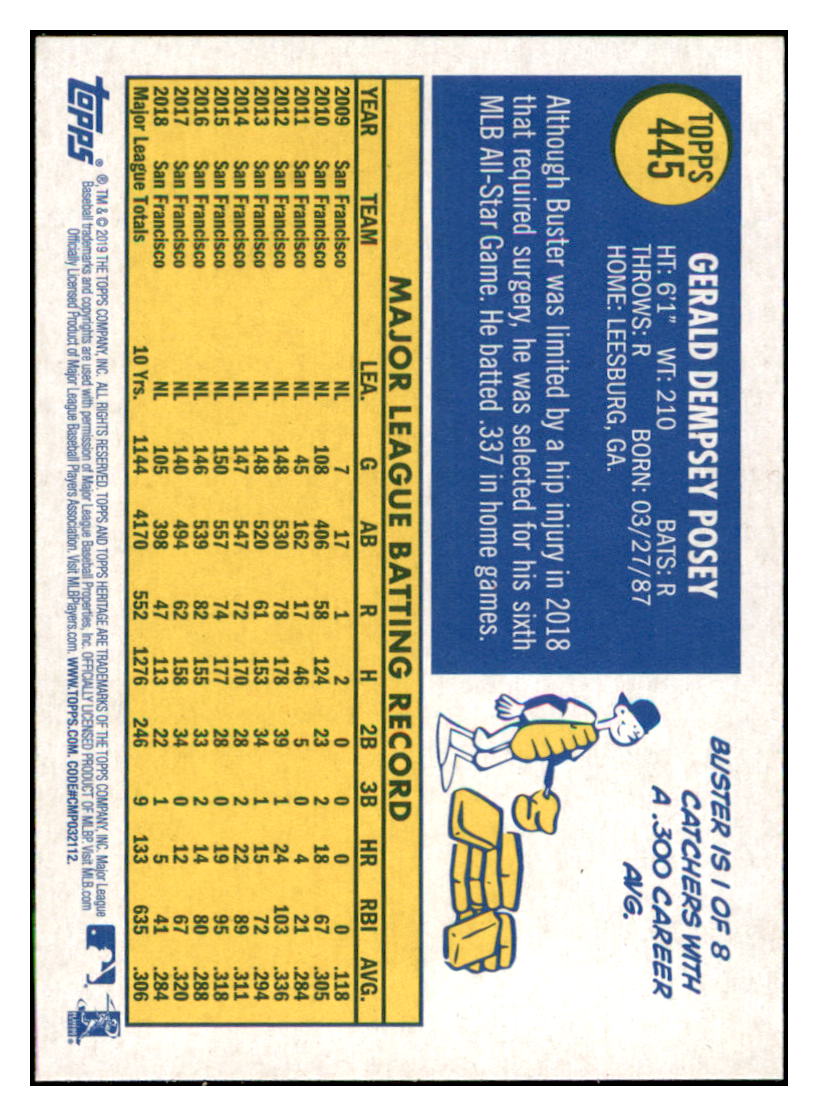 TOPPS
445
GERALD DEMPSEY POSEY
HT: 6'1" WT: 210 BATS: R
THROWS: R BORN: 03/27/87
HOME: LEESBURG, GA.
Although Buster was limited by a hip injury in 2018
that required surgery, he was selected for his sixth
MLB All-Star Game. He batted .337 in home games.
BUSTER IS 1 OF 8
CATCHERS WITH
A .300 CAREER
AVG.
MAJOR LEAGUE BATTING RECORD
YEAR TEAM LEA. G AB R H 2B 3B HR RBI AVG.
2009 San Francisco NL 7 17 1 2 0 0 0 0 .118
2010 San Francisco NL 108 406 58 124 23 2 18 67 .305
2011 San Francisco NL 45 162 17 46 5 0 4 21 .284
2012 San Francisco NL 148 530 78 178 39 1 24 103 .336
2013 San Francisco NL 148 520 61 153 34 1 15 72 .294
2014 San Francisco NL 147 547 72 170 28 2 22 89 .311
2015 San Francisco NL 150 557 74 177 28 0 19 95 .318
2016 San Francisco NL 146 539 82 155 33 2 14 80 .288
2017 San Francisco NL 140 494 62 158 34 0 12 67 .320
2018 San Francisco NL 105 398 47 113 22 1 5 41 .284
Major League Totals 10 Yrs. 1144 4170 552 1276 246 9 133 635 .306
topps®
®, TM & © 2019 THE TOPPS COMPANY, INC. ALL RIGHTS RESERVED. TOPPS AND TOPPS HERITAGE ARE TRADEMARKS OF THE TOPPS COMPANY, INC. Major League
Baseball trademarks and copyrights are used with permission of Major League Baseball Properties, Inc. OFFICIALLY LICENSED PRODUCT OF MLBP. Visit MLB.com
Officially Licensed Product of Major League Baseball Players Association. Visit MLBPlayers.com. WWW.TOPPS.COM. CODE#CMP032112.